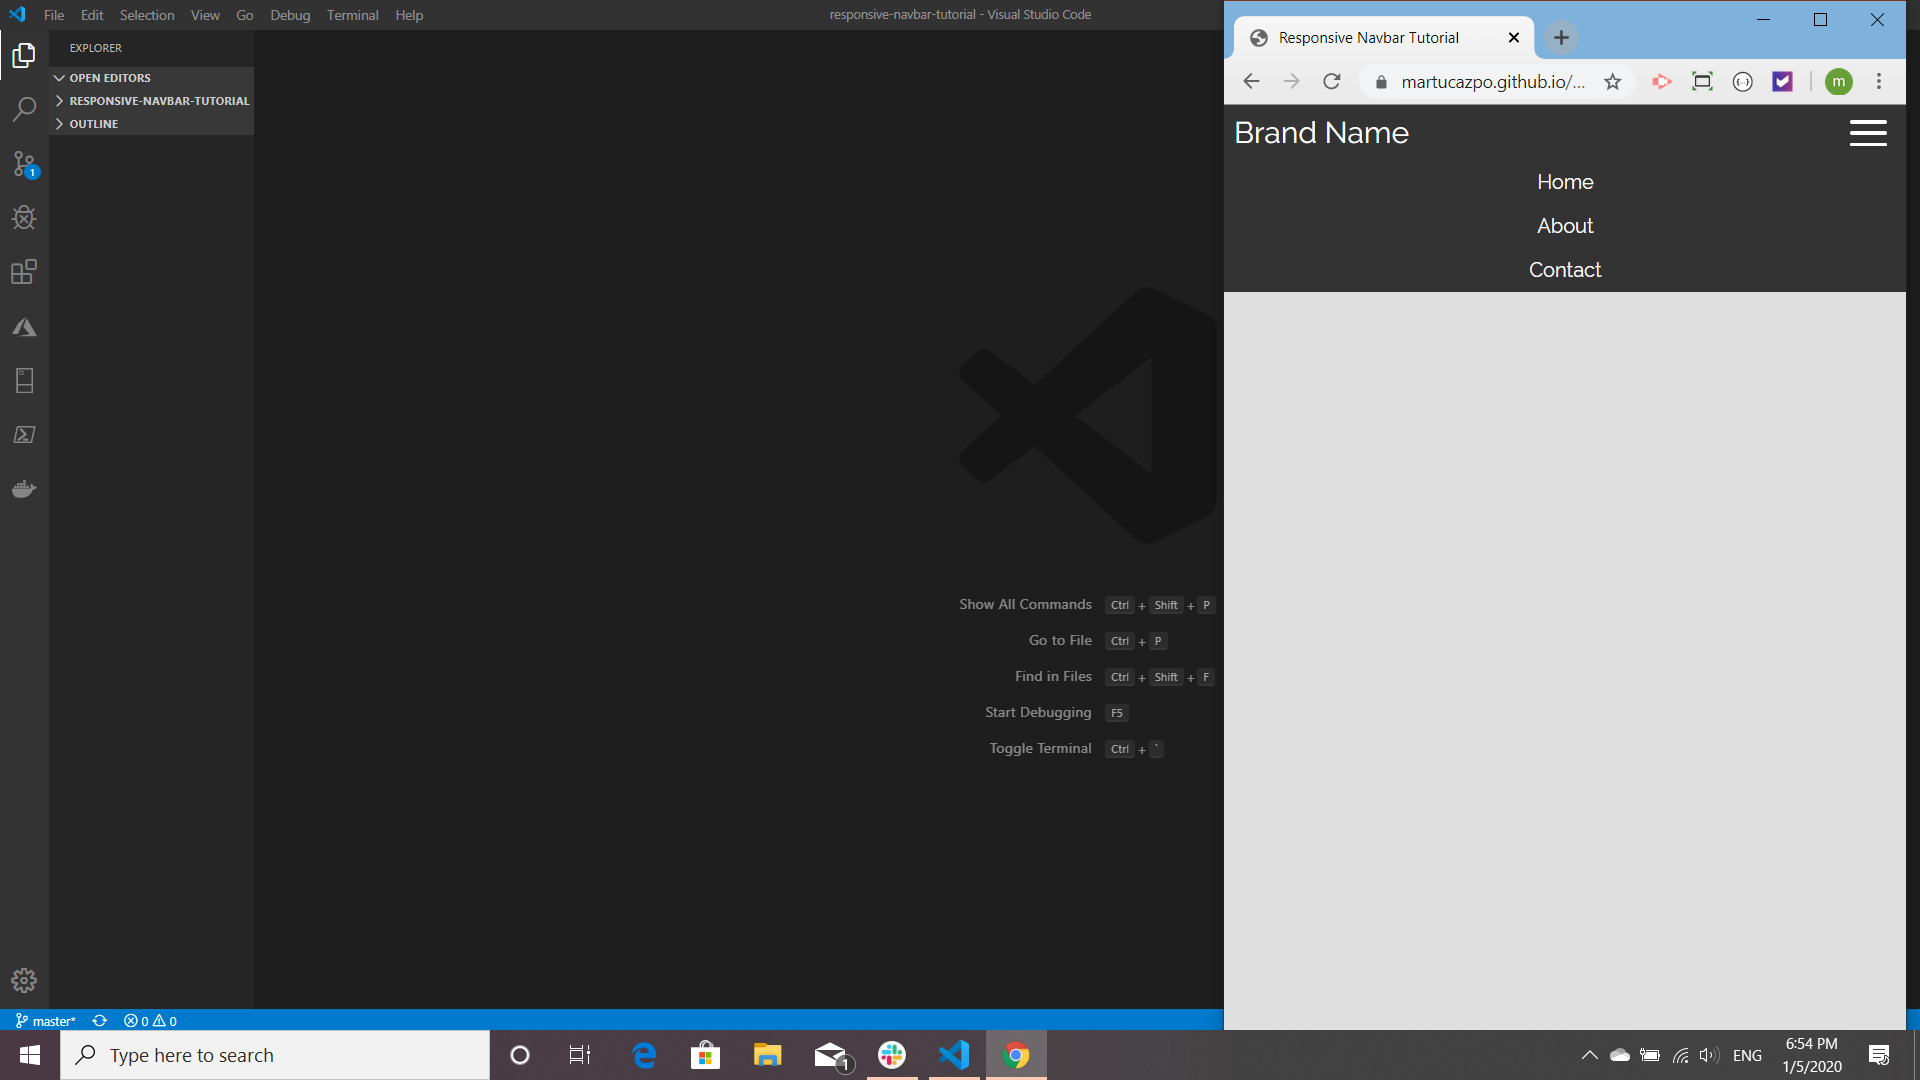 File Edit Selection View Go Debug Terminal Help
responsive-navbar-tutorial - Visual Studio Code
EXPLORER
OPEN EDITORS
RESPONSIVE-NAVBAR-TUTORIAL
OUTLINE
1
Show All Commands Ctrl + Shift + P
Go to File Ctrl + P
Find in Files Ctrl + Shift + F
Start Debugging F5
Toggle Terminal Ctrl + `
master* 0 0
Responsive Navbar Tutorial
martucazpo.github.io/...
m
Brand Name
Home
About
Contact
Type here to search
1
ENG
6:54 PM
1/5/2020